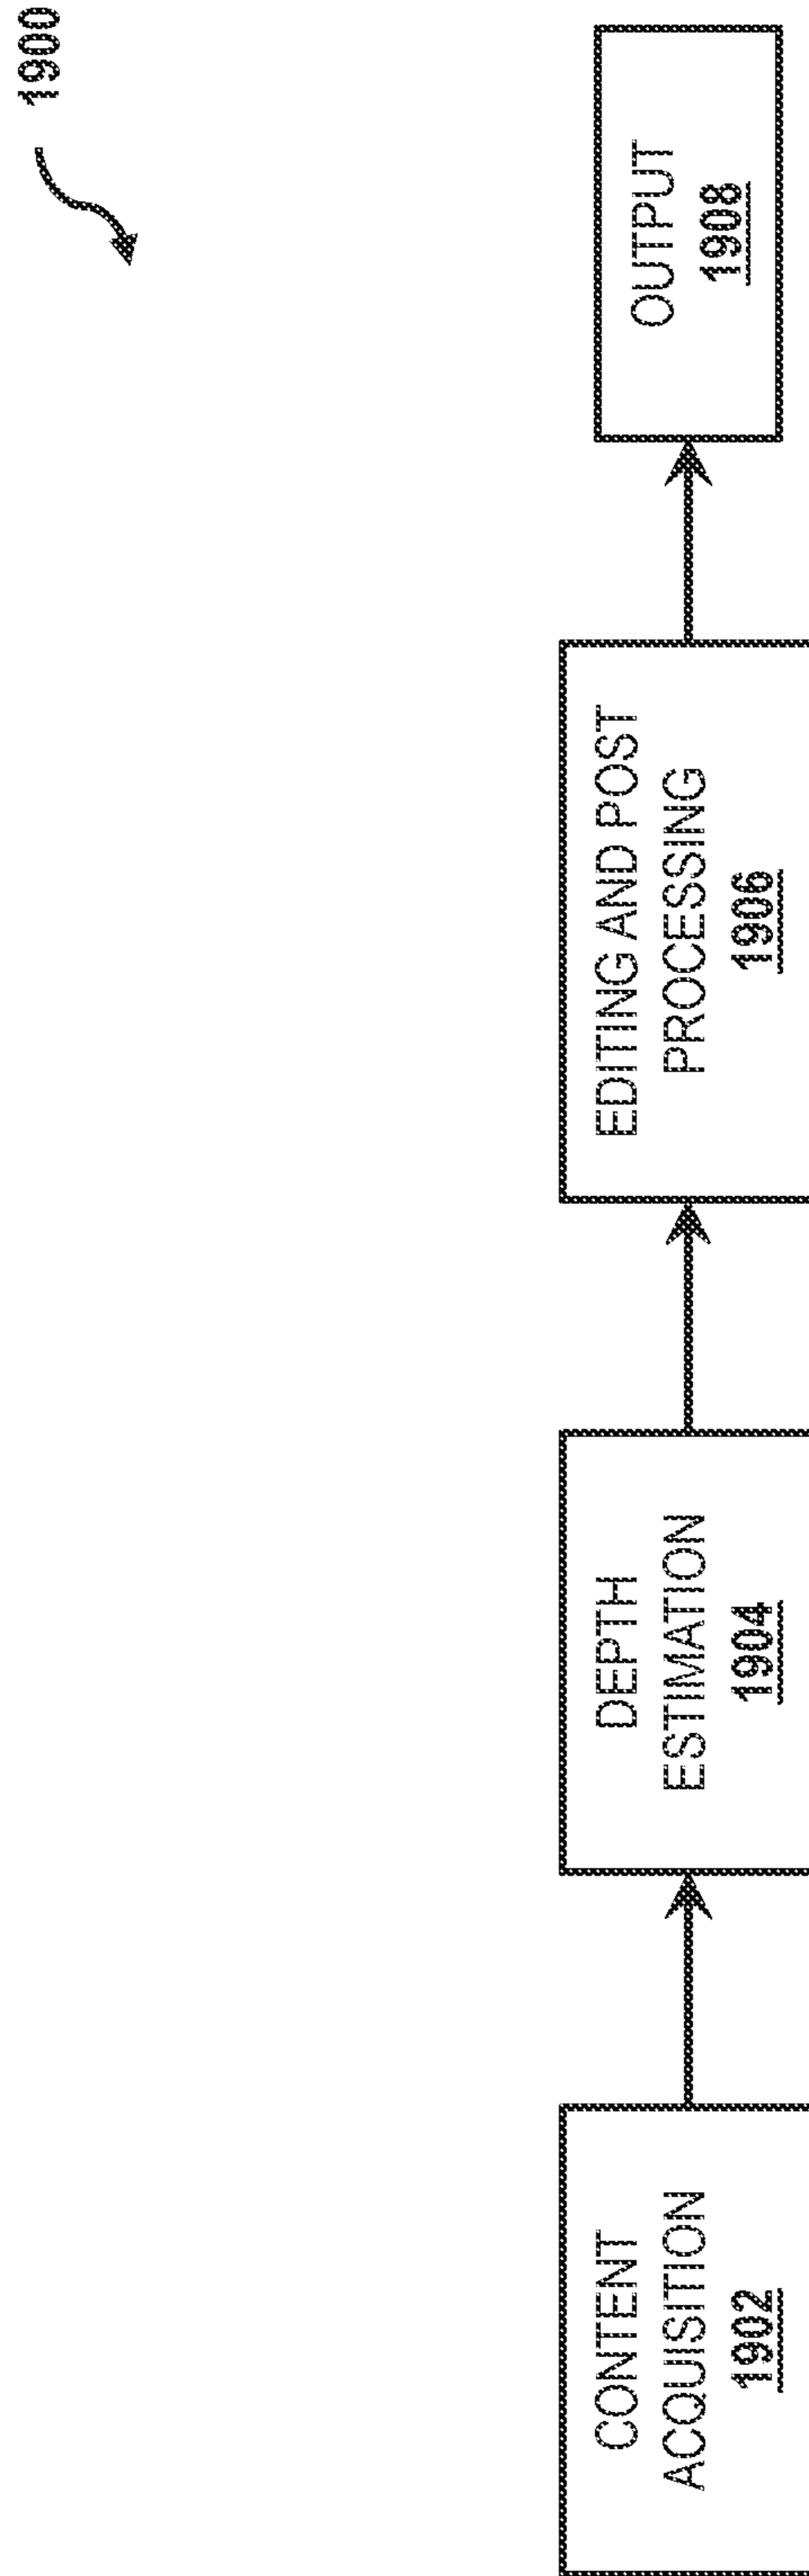 1900
CONTENT
ACQUISITION
1902
DEPTH
ESTIMATION
1904
EDITING AND POST
PROCESSING
1906
OUTPUT
1908